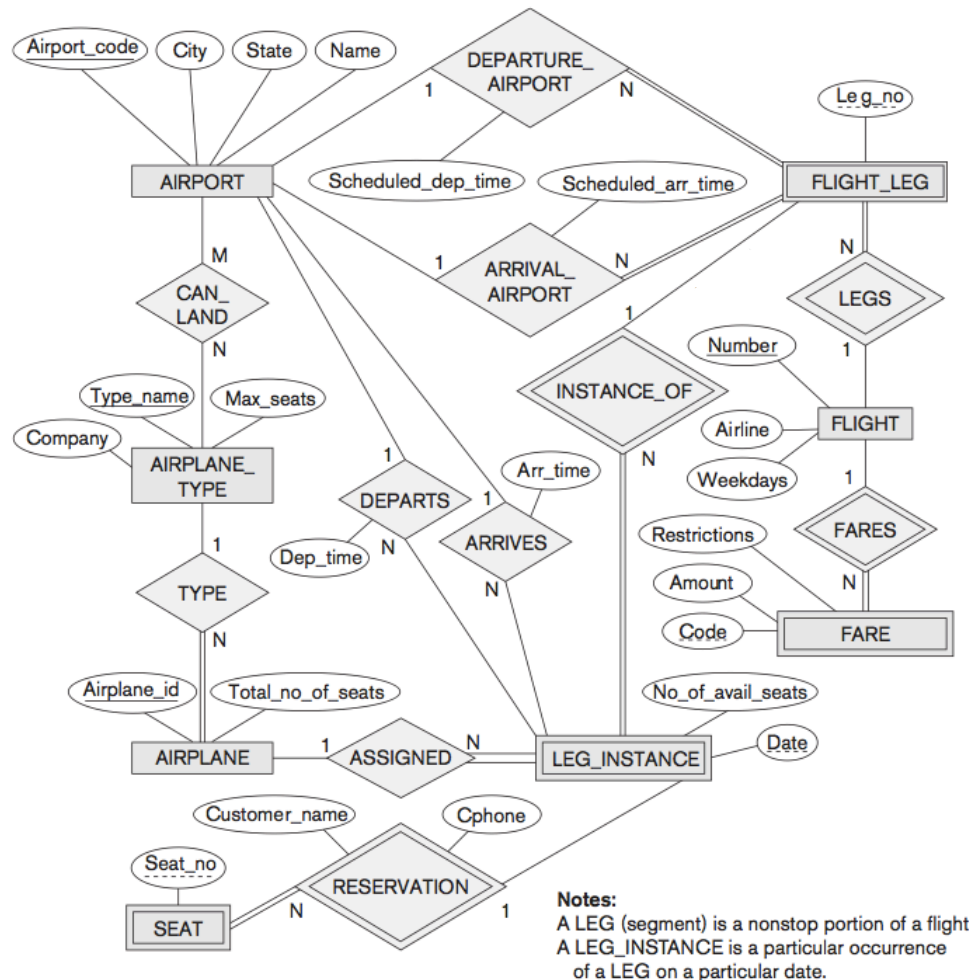 Airport_code
City
State
Name
DEPARTURE_
AIRPORT
1
N
Leg_no
Scheduled_dep_time
Scheduled_arr_time
AIRPORT
FLIGHT_LEG
M
CAN_
LAND
N
1
ARRIVAL_
AIRPORT
N
N
LEGS
1
1
INSTANCE_OF
N
Number
Type_name
Max_seats
Company
AIRPLANE_
TYPE
Airline
FLIGHT
Weekdays
1
DEPARTS
N
Dep_time
Arr_time
1
ARRIVES
N
1
FARES
N
Restrictions
Amount
Code
FARE
1
TYPE
N
Airplane_id
Total_no_of_seats
No_of_avail_seats
AIRPLANE
1
ASSIGNED
N
LEG_INSTANCE
Date
Customer_name
Cphone
Seat_no
SEAT
N
RESERVATION
1
Notes:
A LEG (segment) is a nonstop portion of a flight
A LEG_INSTANCE is a particular occurrence
of a LEG on a particular date.